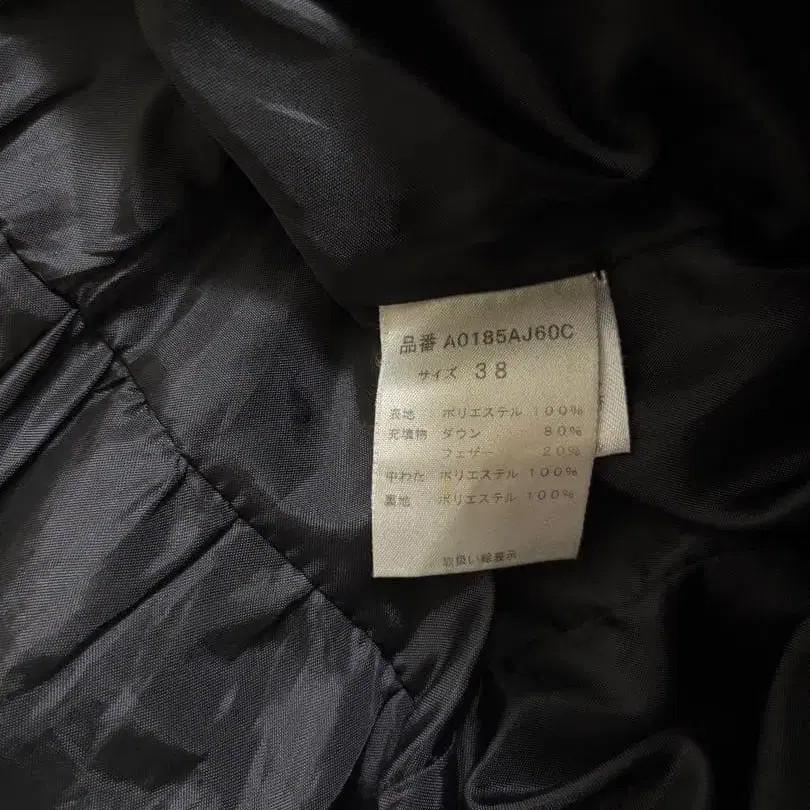 品番 A0185AJ60C
サイズ 38
表地 ポリエステル 100%
充填物 ダウン 80%
フェザー 20%
中わた ポリエステル 100%
裏地 ポリエステル 100%
取扱い絵表示